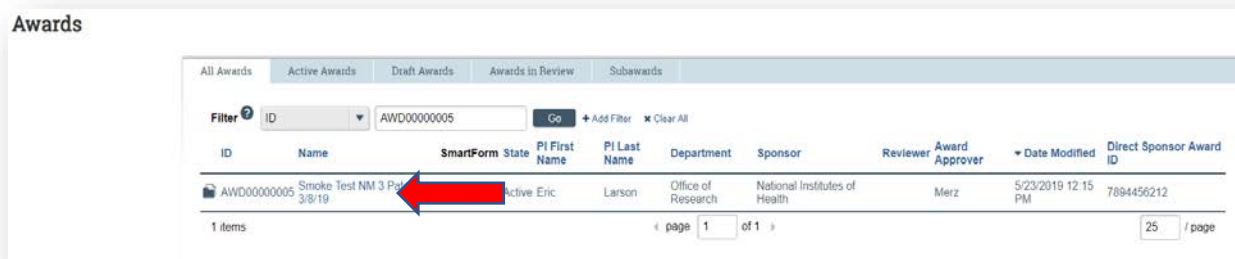 Awards
All Awards Active Awards Draft Awards Awards in Review Subawards
Filter ? ID AWD00000005 Go + Add Filter × Clear All
ID Name SmartForm State PI First Name PI Last Name Department Sponsor Reviewer Award Approver Date Modified Direct Sponsor Award ID
AWD00000005 Smoke Test NM 3 3/8/19 Active Eric Larson Office of Research National Institutes of Health Merz 5/23/2019 12:15 PM 7894456212
1 items page 1 of 1 25 / page